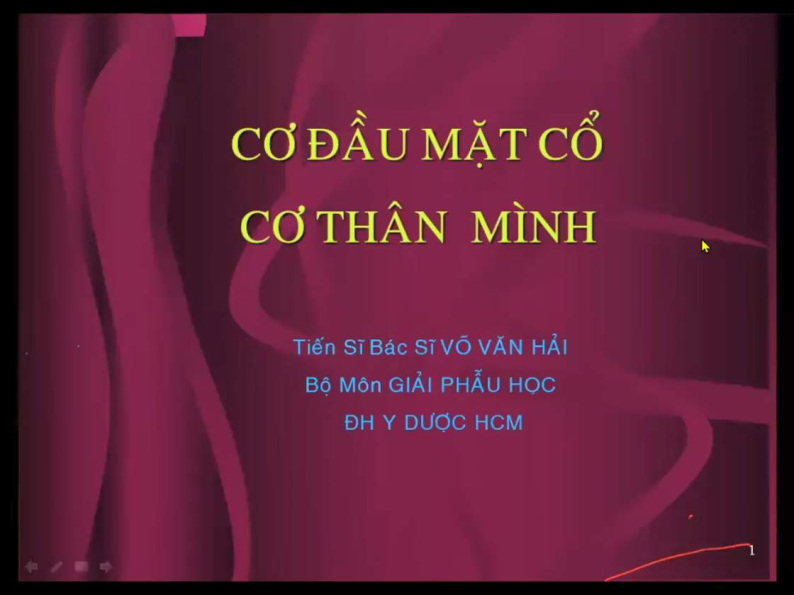 CƠ ĐẦU MẶT CỔ
CƠ THÂN MÌNH
Tiến Sĩ Bác Sĩ VÕ VĂN HẢI
Bộ Môn GIẢI PHẪU HỌC
ĐH Y DƯỢC HCM
1